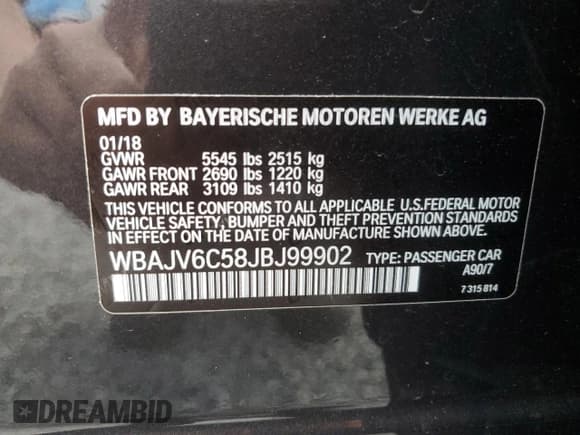 MFD BY BAYERISCHE MOTOREN WERKE AG
01/18
GVWR 5545 lbs 2515 kg
GAWR FRONT 2690 lbs 1220 kg
GAWR REAR 3109 lbs 1410 kg
THIS VEHICLE CONFORMS TO ALL APPLICABLE U.S.FEDERAL MOTOR
VEHICLE SAFETY, BUMPER AND THEFT PREVENTION STANDARDS
IN EFFECT ON THE DATE OF MANUFACTURE SHOWN ABOVE.
WBAJV6C58JBJ99902 TYPE: PASSENGER CAR
A90/7
7 315 814
DREAMBID